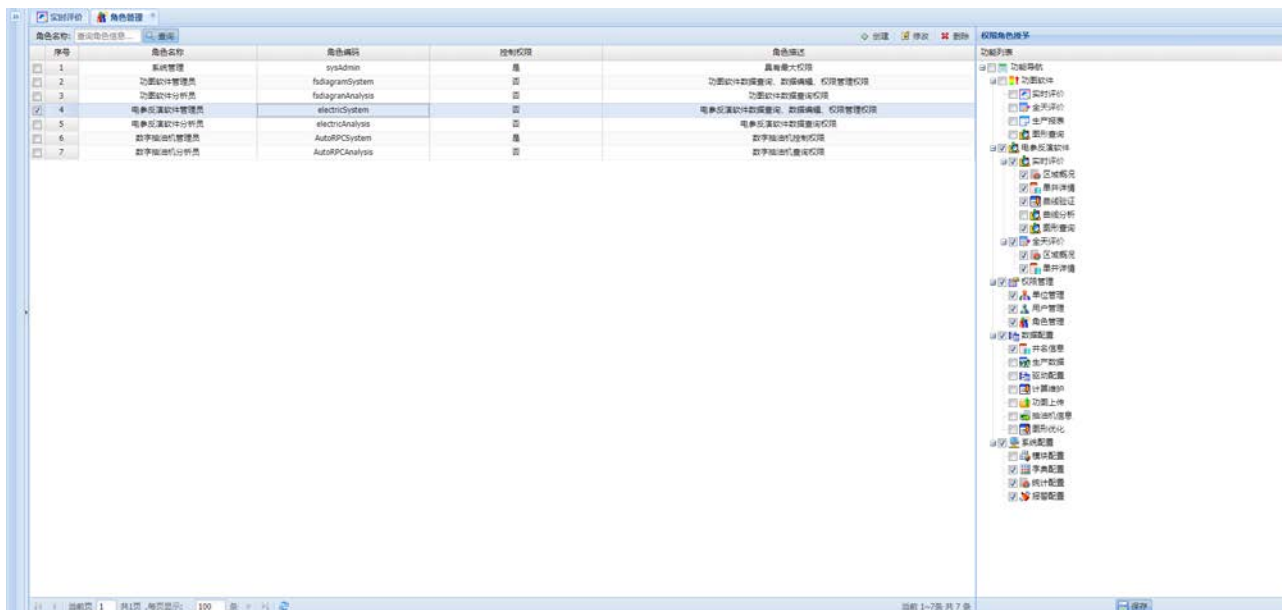 实时评价 角色管理
角色名称: 查询角色信息... 查询 创建 修改 删除 权限角色授予
序号 角色名称 角色编码 控制权限 角色描述 功能列表
1 系统管理 sysAdmin 是 具有最大权限
2 功图软件管理员 fsdiagramSystem 否 功图软件数据查询、数据编辑、权限管理权限
3 功图软件分析员 fsdiagranAnalysis 否 功图软件数据查询权限
4 电参反演软件管理员 electricSystem 否 电参反演软件数据查询、数据编辑、权限管理权限
5 电参反演软件分析员 electricAnalysis 否 电参反演软件数据查询权限
6 数字抽油机管理员 AutoRPCSystem 是 数字抽油机控制权限
7 数字抽油机分析员 AutoRPCAnalysis 否 数字抽油机查询权限
功能导航
功图软件
实时评价
全天评价
生产报表
图形查询
电参反演软件
实时评价
区域概况
单井详情
曲线验证
曲线分析
图形查询
全天评价
区域概况
单井详情
权限管理
单位管理
用户管理
角色管理
数据配置
井名信息
生产数据
驱动配置
计算维护
功图上传
抽油机信息
图形优化
系统配置
模块配置
字典配置
统计配置
报警配置
当前页 1 共1页 ,每页显示: 100 条 当前 1~7条 共 7 条 保存